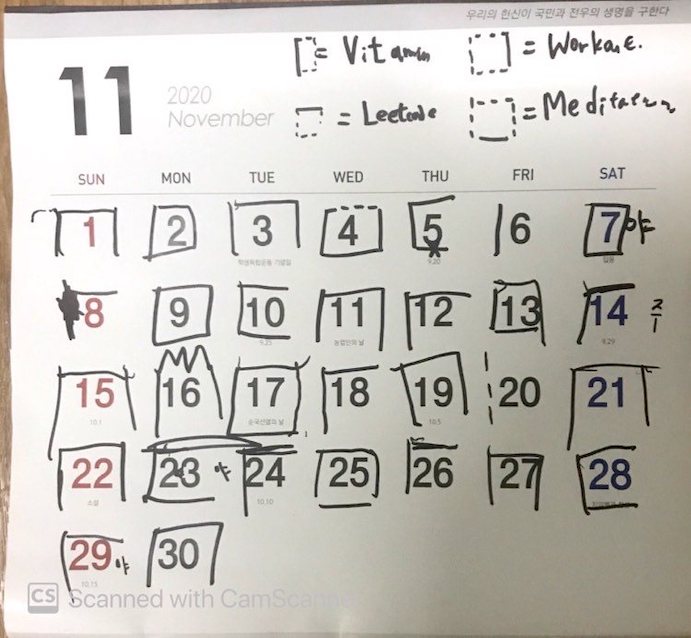 우리의 헌신이 국민과 전우의 생명을 구한다
= Vitamin = Workout.
11 2020
November
= Leetcode = Meditation
SUN MON TUE WED THU FRI SAT
1 2 3 4 5 6 7 야
학생독립운동 기념일 9.20 입동
8 9 10 11 12 13 14
9.25 농업인의 날 9.29
15 16 17 18 19 20 21
10.1 순국선열의 날 10.5
22 23 야 24 25 26 27 28
소설 10.10
29 야 30
10.15
CS Scanned with CamScanner